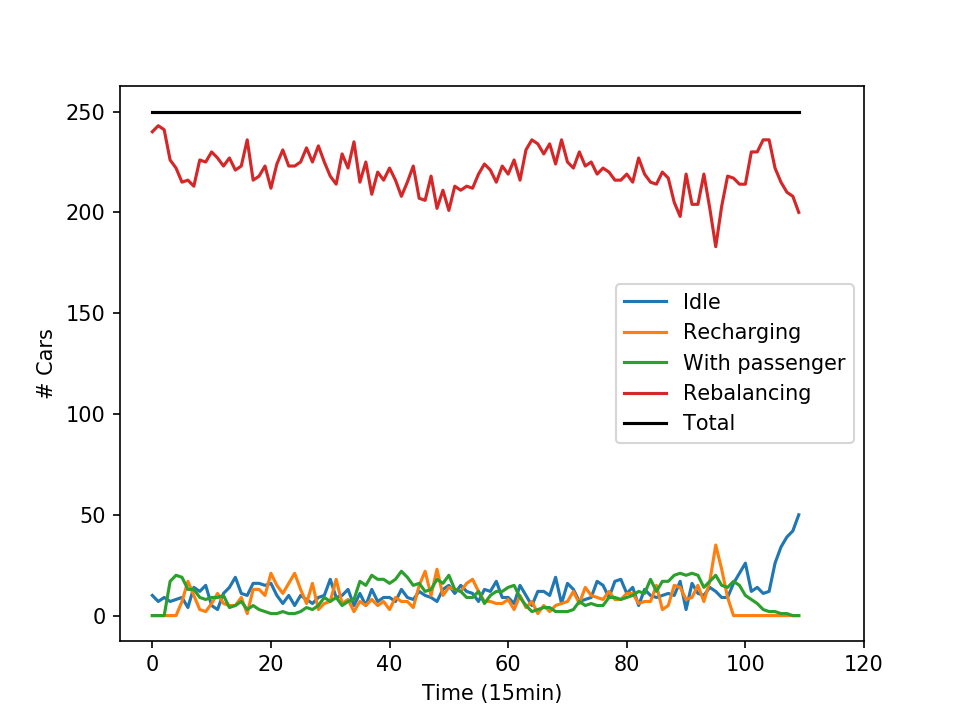 250
200
150
100
50
0
# Cars
Idle
Recharging
With passenger
Rebalancing
Total
0 20 40 60 80 100 120
Time (15min)